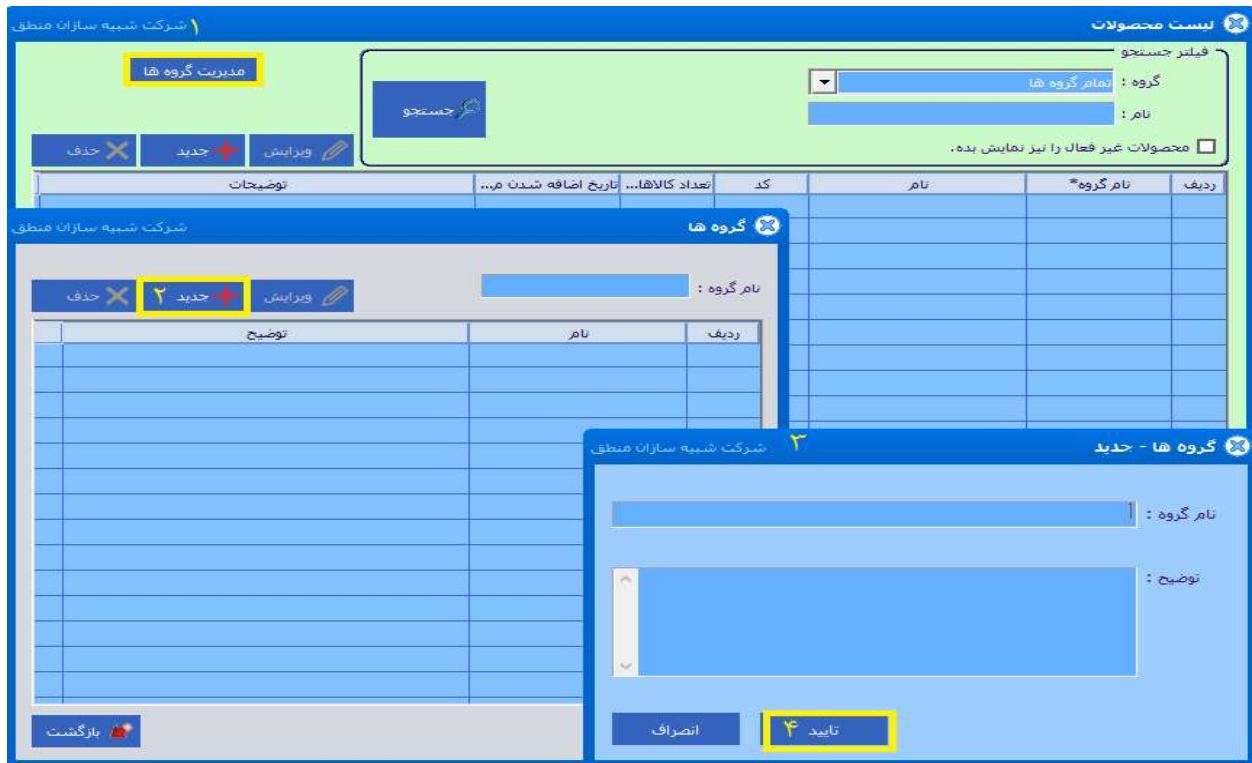 لیست محصولات
شرکت شبیه سازان منطق ۱
فیلتر جستجو
گروه : تمام گروه ها
نام :
محصولات غیر فعال را نیز نمایش بده.
جستجو
مدیریت گروه ها
ویرایش جدید حذف
ردیف نام گروه* نام کد تعداد کالاها... تاریخ اضافه شدن م... توضیحات
گروه ها
شرکت شبیه سازان منطق
نام گروه :
ویرایش جدید ۲ حذف
ردیف نام توضیح
بازگشت
گروه ها - جدید
۳ شرکت شبیه سازان منطق
نام گروه :
توضیح :
تایید ۴ انصراف